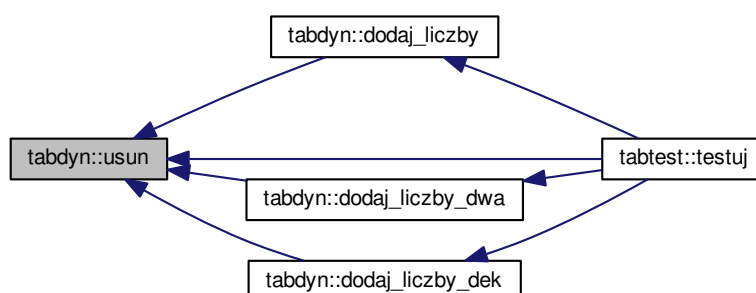 tabdyn::dodaj_liczby
tabdyn::usun
tabtest::testuj
tabdyn::dodaj_liczby_dwa
tabdyn::dodaj_liczby_dek